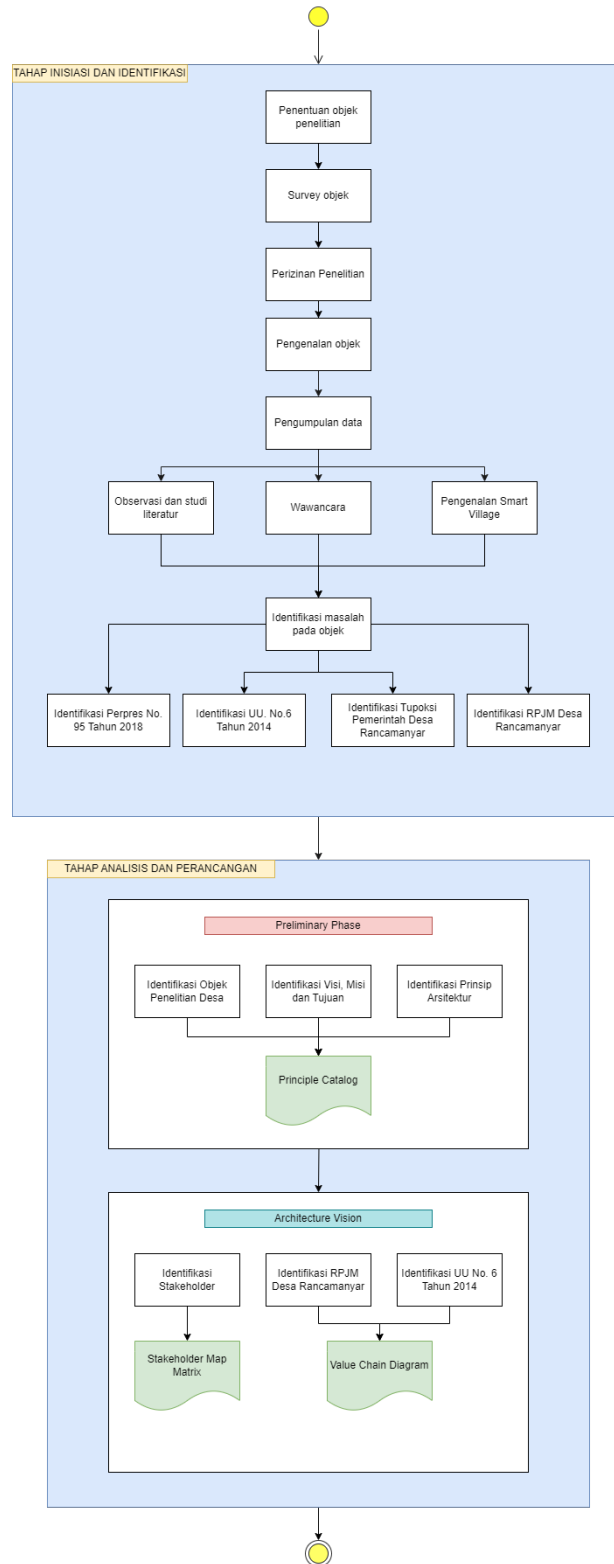 TAHAP INISIASI DAN IDENTIFIKASI
Penentuan objek
penelitian
Survey objek
Perizinan Penelitian
Pengenalan objek
Pengumpulan data
Observasi dan studi
literatur
Wawancara
Pengenalan Smart
Village
Identifikasi masalah
pada objek
Identifikasi Perpres No.
95 Tahun 2018
Identifikasi UU. No.6
Tahun 2014
Identifikasi Tupoksi
Pemerintah Desa
Rancamanyar
Identifikasi RPJM Desa
Rancamanyar
TAHAP ANALISIS DAN PERANCANGAN
Preliminary Phase
Identifikasi Objek
Penelitian Desa
Identifikasi Visi, Misi
dan Tujuan
Identifikasi Prinsip
Arsitektur
Principle Catalog
Architecture Vision
Identifikasi
Stakeholder
Identifikasi RPJM
Desa Rancamanyar
Identifikasi UU No. 6
Tahun 2014
Stakeholder Map
Matrix
Value Chain Diagram